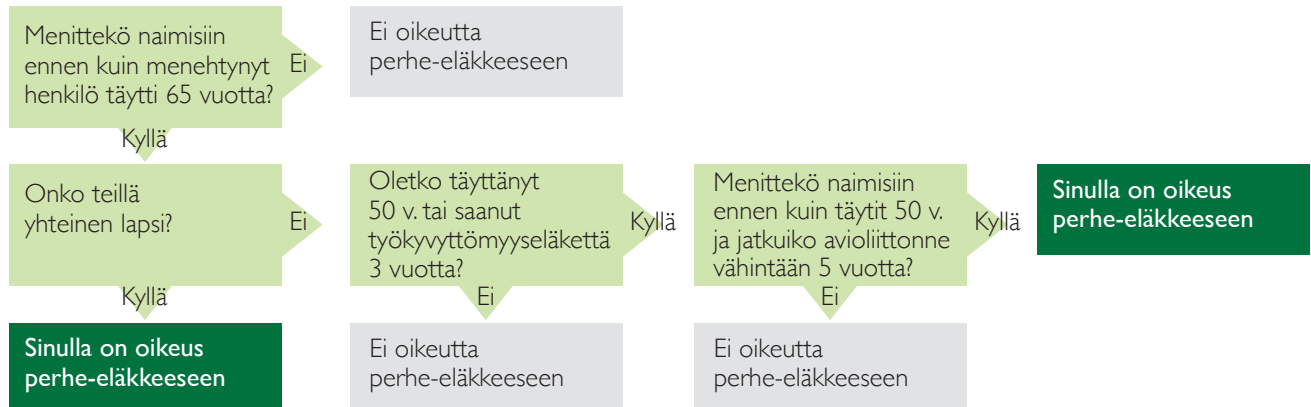 Menittekö naimisiin
ennen kuin menehtynyt
henkilö täytti 65 vuotta?
Ei
Ei oikeutta
perhe-eläkkeeseen
Kyllä
Onko teillä
yhteinen lapsi?
Ei
Oletko täyttänyt
50 v. tai saanut
työkyvyttömyyseläkettä
3 vuotta?
Kyllä
Menittekö naimisiin
ennen kuin täytit 50 v.
ja jatkuiko avioliittonne
vähintään 5 vuotta?
Kyllä
Sinulla on oikeus
perhe-eläkkeeseen
Kyllä
Ei
Ei
Sinulla on oikeus
perhe-eläkkeeseen
Ei oikeutta
perhe-eläkkeeseen
Ei oikeutta
perhe-eläkkeeseen